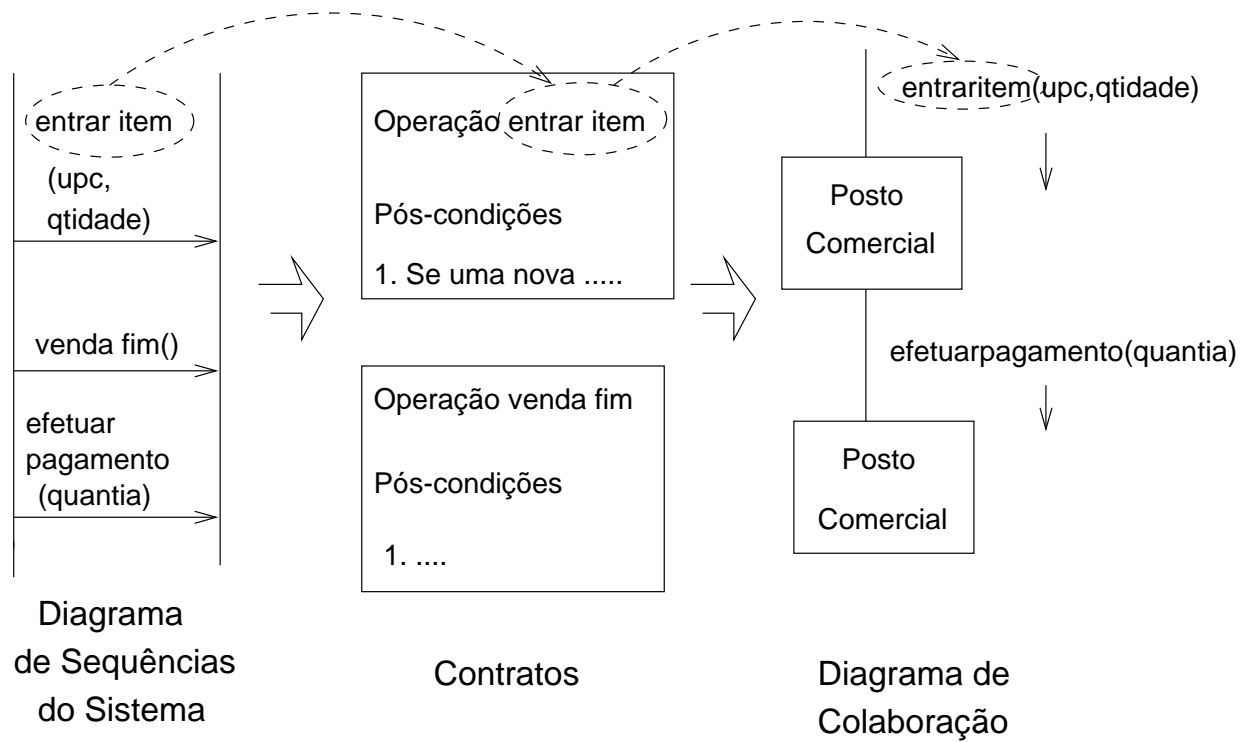 entrar item
(upc,
qtidade)
venda fim()
efetuar
pagamento
(quantia)
Diagrama
de Sequências
do Sistema
Operação entrar item
Pós-condições
1. Se uma nova .....
Operação venda fim
Pós-condições
1. ....
Contratos
entraritem(upc,qtidade)
Posto
Comercial
efetuarpagamento(quantia)
Posto
Comercial
Diagrama de
Colaboração